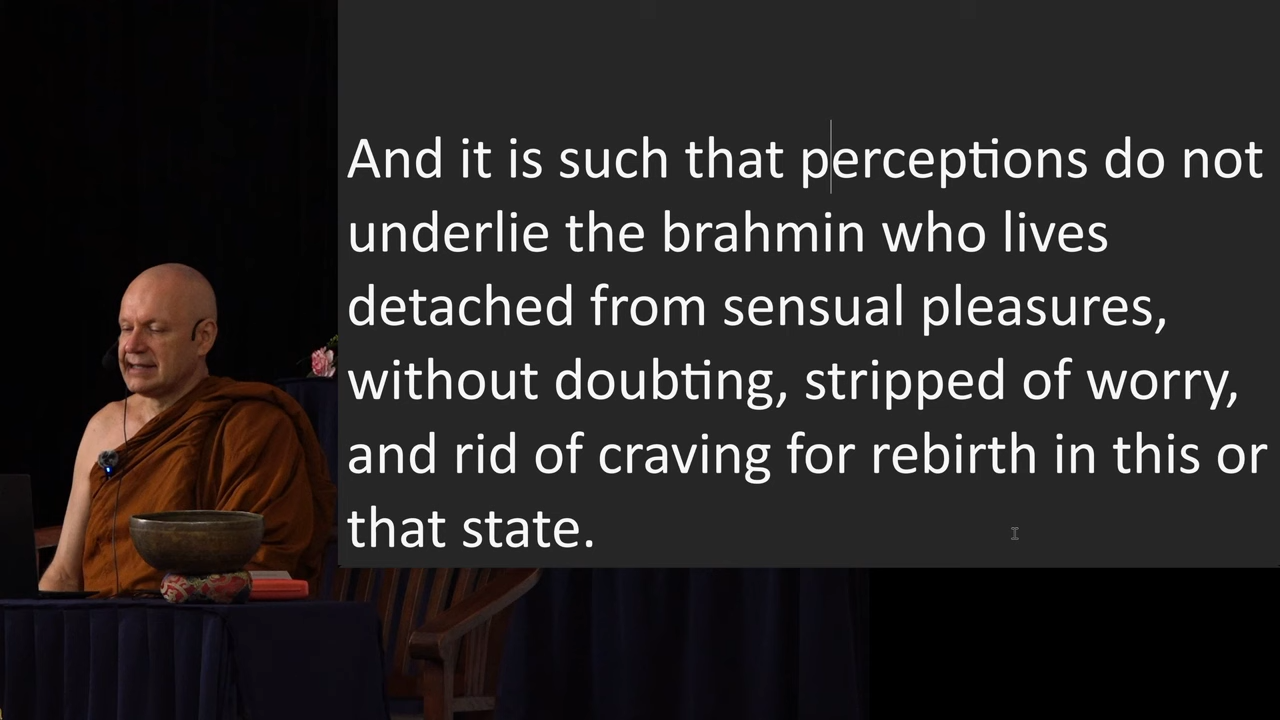 And it is such that perceptions do not
underlie the brahmin who lives
detached from sensual pleasures,
without doubting, stripped of worry,
and rid of craving for rebirth in this or
that state.